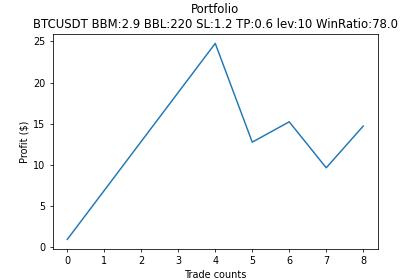 Portfolio
BTCUSDT BBM:2.9 BBL:220 SL:1.2 TP:0.6 lev:10 WinRatio:78.0
25
20
15
10
5
0
Profit ($)
0 1 2 3 4 5 6 7 8
Trade counts